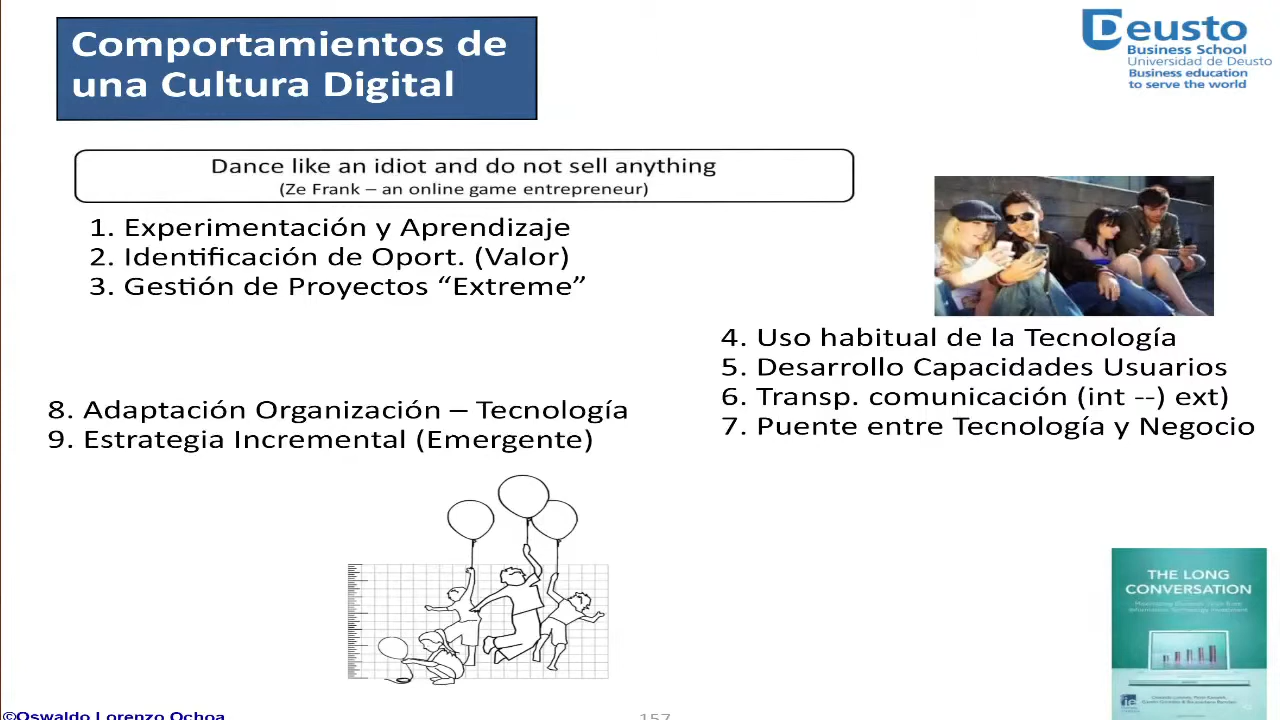 Comportamientos de
una Cultura Digital
Deusto
Business School
Universidad de Deusto
Business education
to serve the world
Dance like an idiot and do not sell anything
(Ze Frank – an online game entrepreneur)
1. Experimentación y Aprendizaje
2. Identificación de Oport. (Valor)
3. Gestión de Proyectos “Extreme”
4. Uso habitual de la Tecnología
5. Desarrollo Capacidades Usuarios
6. Transp. comunicación (int --) ext)
7. Puente entre Tecnología y Negocio
8. Adaptación Organización – Tecnología
9. Estrategia Incremental (Emergente)
THE LONG
CONVERSATION
©Oswaldo Lorenzo Ochoa
157